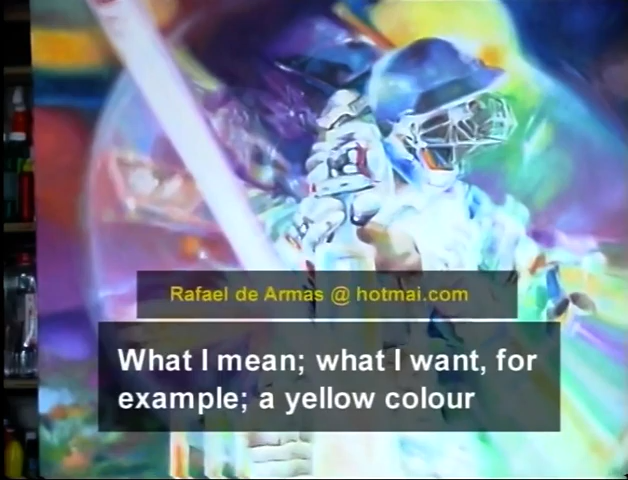 Rafael de Armas @ hotmai.com
What I mean; what I want, for
example; a yellow colour